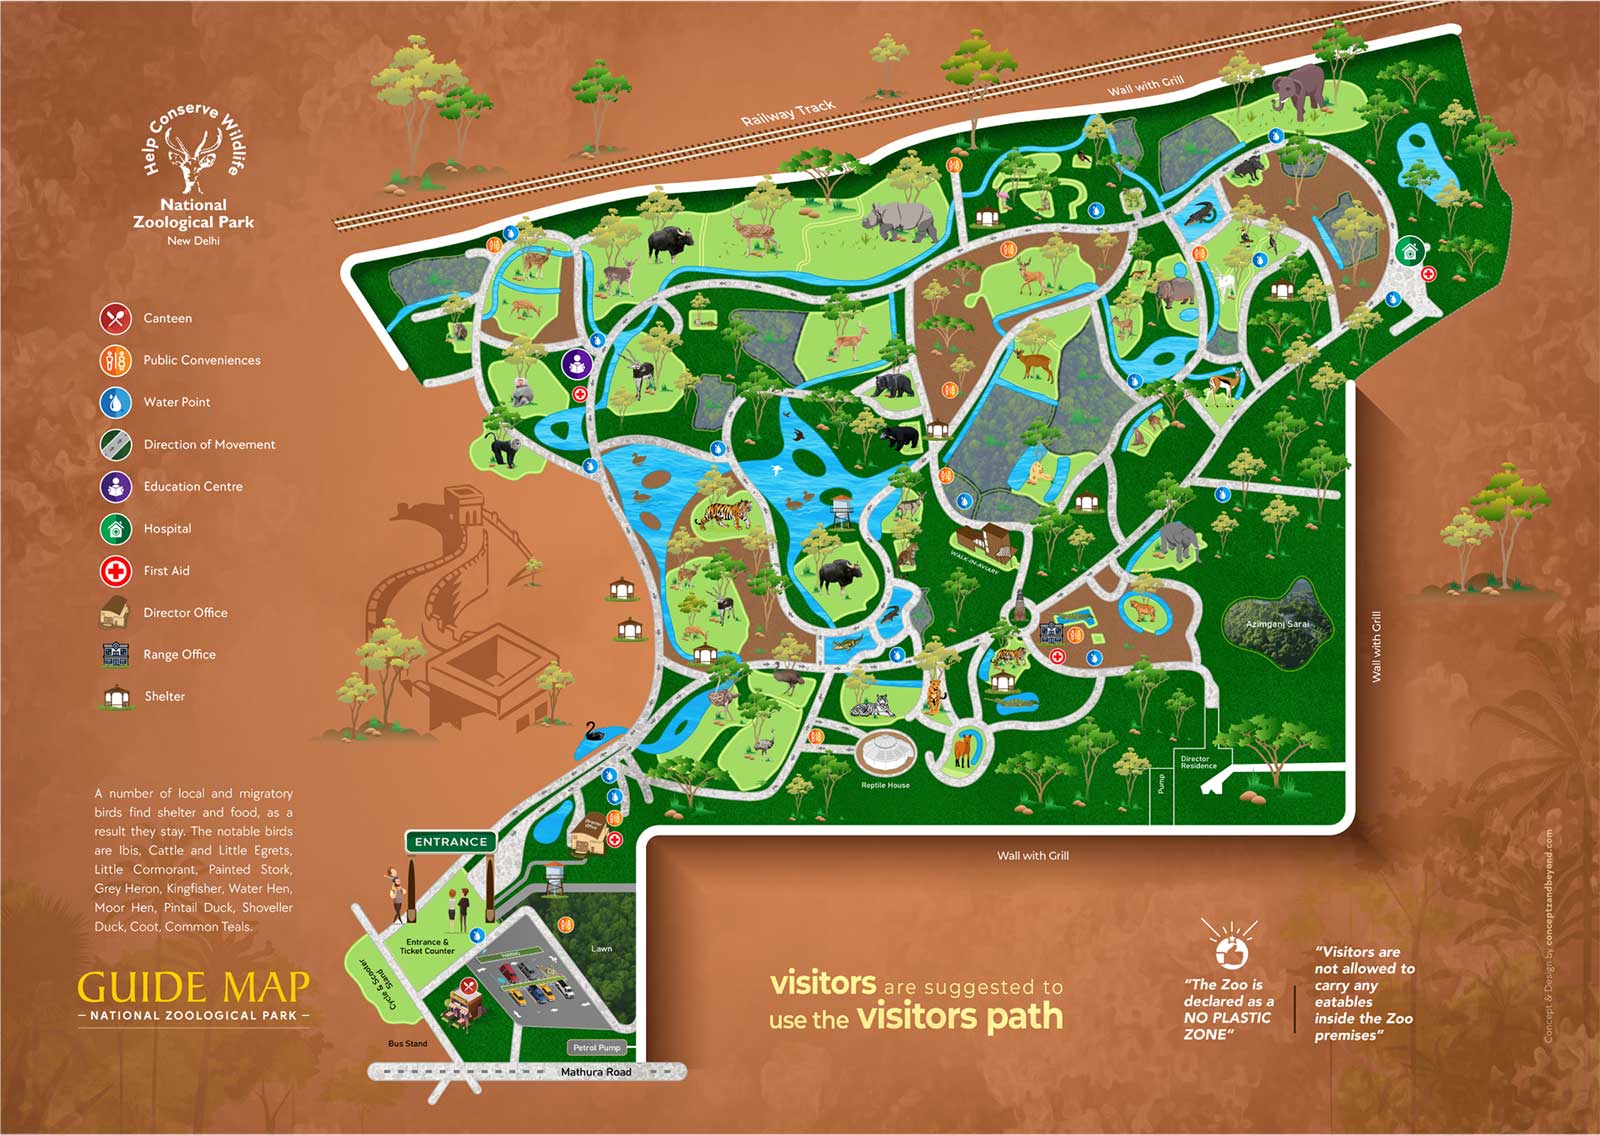 Help Conserve Wildlife
National
Zoological Park
New Delhi
Canteen
Public Conveniences
Water Point
Direction of Movement
Education Centre
Hospital
First Aid
Director Office
Range Office
Shelter
A number of local and migratory
birds find shelter and food, as a
result they stay. The notable birds
are Ibis, Cattle and Little Egrets,
Little Cormorant, Painted Stork,
Grey Heron, Kingfisher, Water Hen,
Moor Hen, Pintail Duck, Shoveller
Duck, Coot, Common Teals.
GUIDE MAP
– NATIONAL ZOOLOGICAL PARK –
Railway Track
Wall with Grill
WALK-IN-AVIARY
Azimganj Sarai
Wall with Grill
Reptile House
Director
Residence
Pump
Director
Office
ENTRANCE
Entrance &
Ticket Counter
Cycle & Scooter
Stand
Parking
Lawn
Bus Stand
Petrol Pump
Mathura Road
Wall with Grill
visitors are suggested to
use the visitors path
"The Zoo is
declared as a
NO PLASTIC
ZONE"
"Visitors are
not allowed to
carry any
eatables
inside the Zoo
premises"
Concept & Design by conceptzandbeyond.com